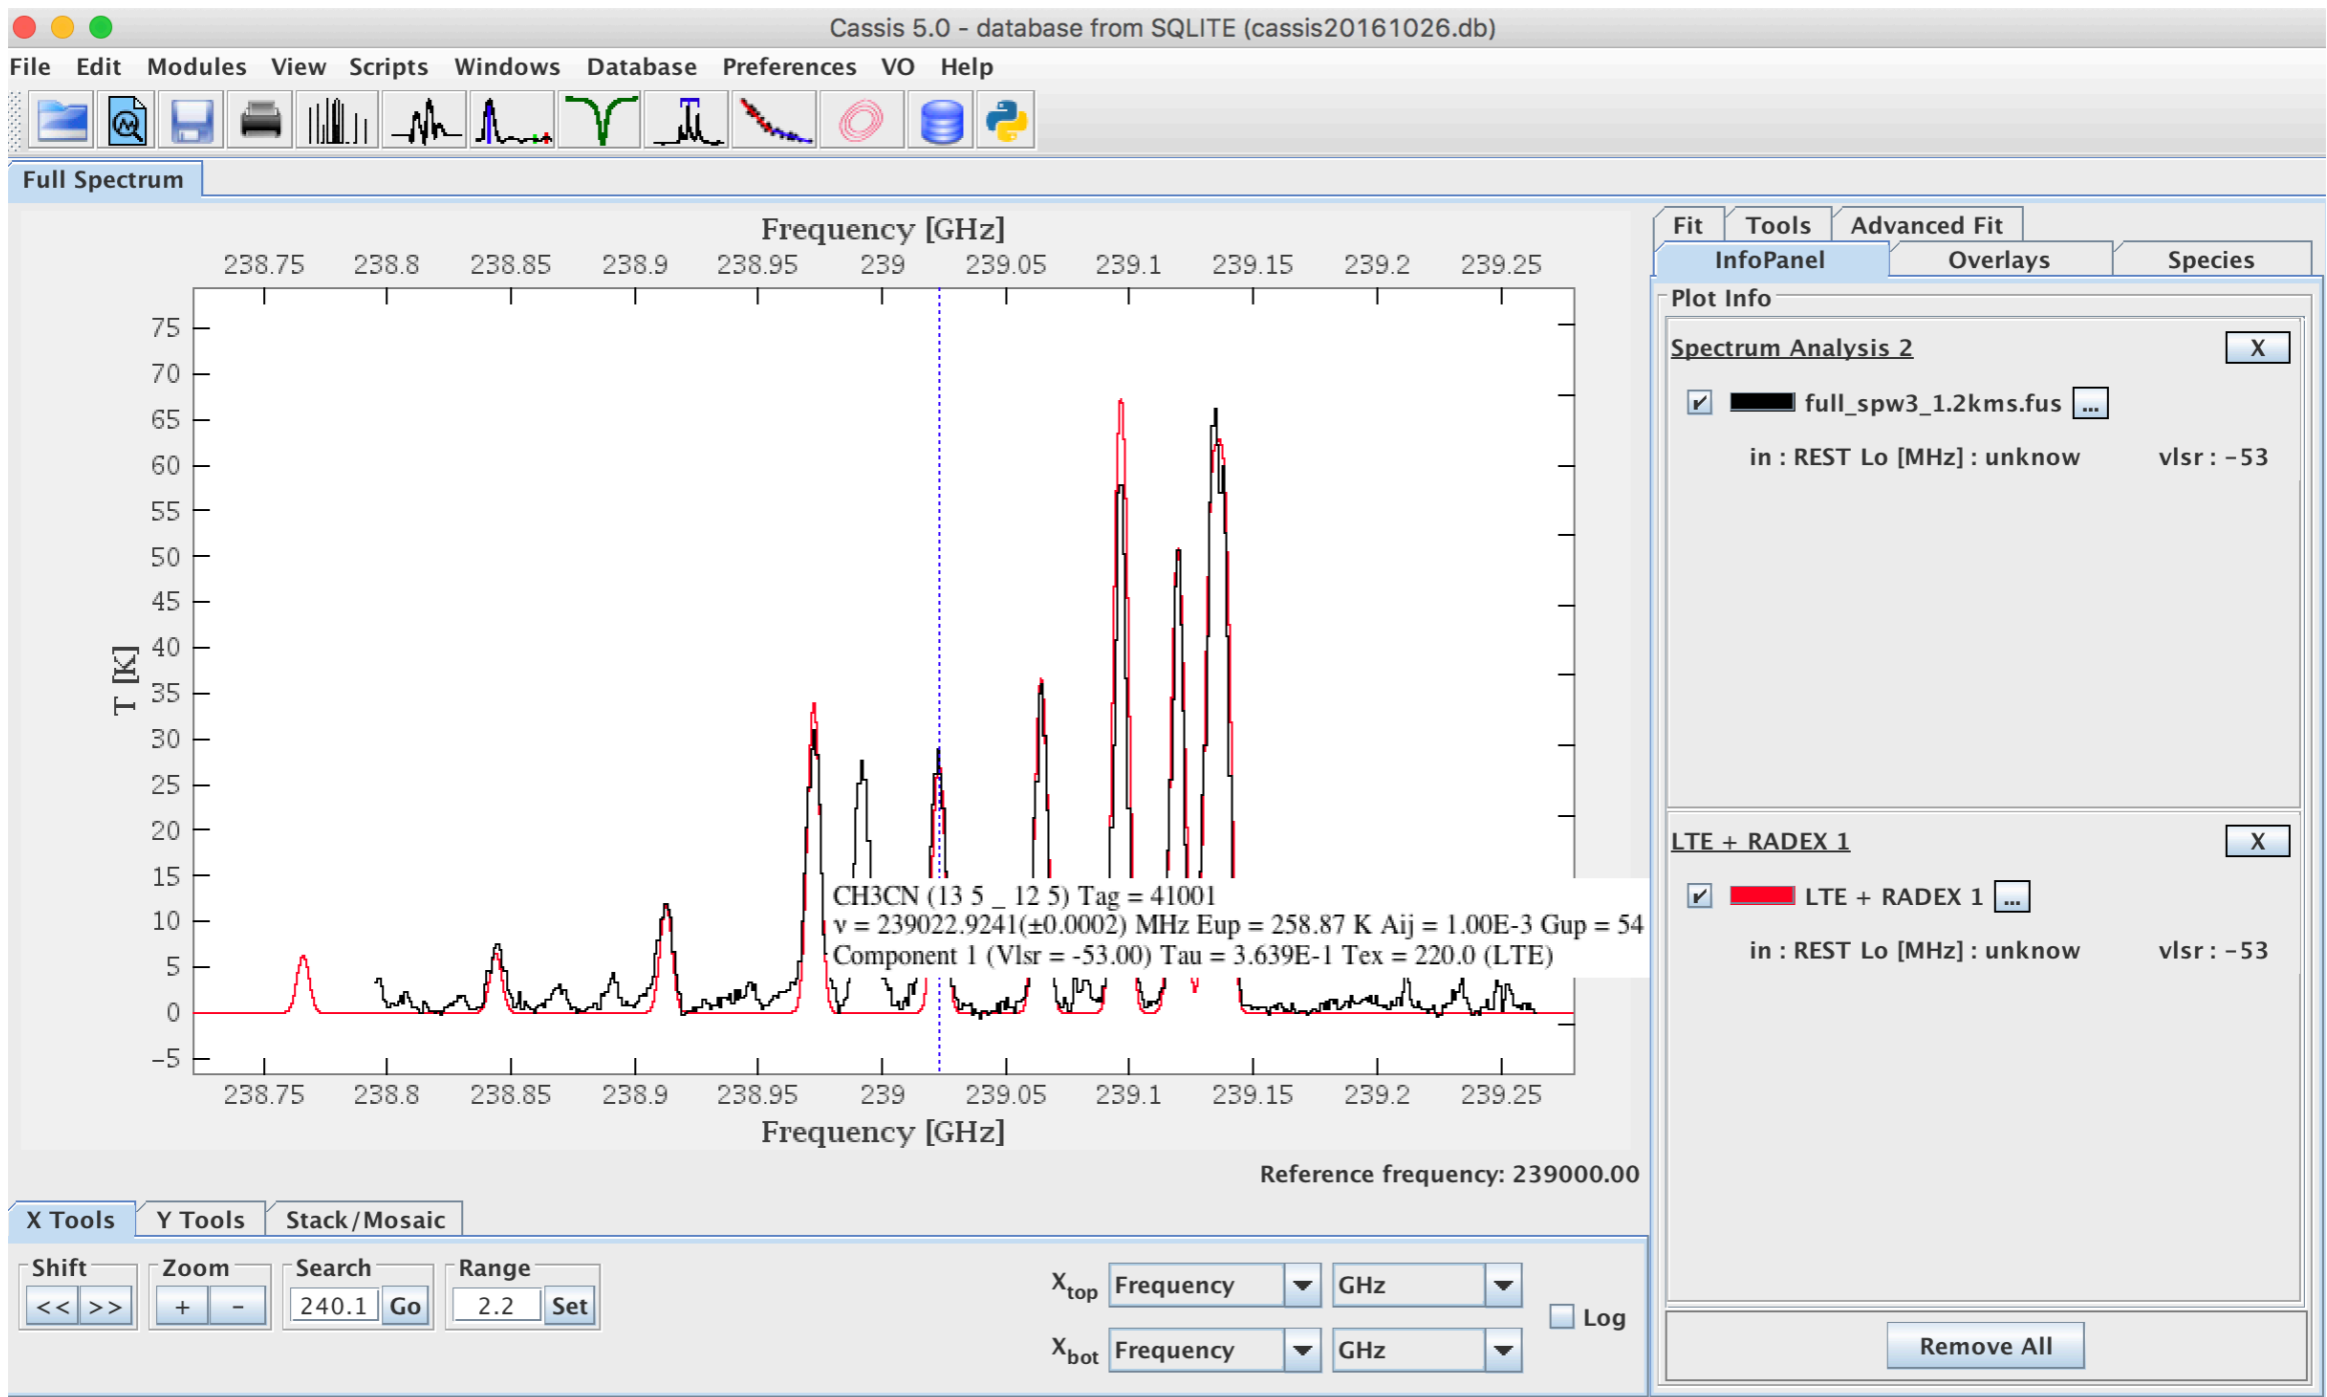 Cassis 5.0 - database from SQLITE (cassis20161026.db)
File Edit Modules View Scripts Windows Database Preferences VO Help
Full Spectrum
Frequency [GHz]
238.75 238.8 238.85 238.9 238.95 239 239.05 239.1 239.15 239.2 239.25
75
70
65
60
55
50
45
40
35
30
25
20
15
10
5
0
-5
T [K]
CH3CN (13 5 _ 12 5) Tag = 41001
ν = 239022.9241(±0.0002) MHz Eup = 258.87 K Aij = 1.00E-3 Gup = 54
Component 1 (Vlsr = -53.00) Tau = 3.639E-1 Tex = 220.0 (LTE)
238.75 238.8 238.85 238.9 238.95 239 239.05 239.1 239.15 239.2 239.25
Frequency [GHz]
Reference frequency: 239000.00
Fit Tools Advanced Fit
InfoPanel Overlays Species
Plot Info
Spectrum Analysis 2 X
full_spw3_1.2kms.fus ...
in : REST Lo [MHz] : unknow vlsr : -53
LTE + RADEX 1 X
LTE + RADEX 1 ...
in : REST Lo [MHz] : unknow vlsr : -53
Remove All
X Tools Y Tools Stack/Mosaic
Shift Zoom Search Range
<< >> + - 240.1 Go 2.2 Set
Xtop Frequency GHz
Xbot Frequency GHz
Log